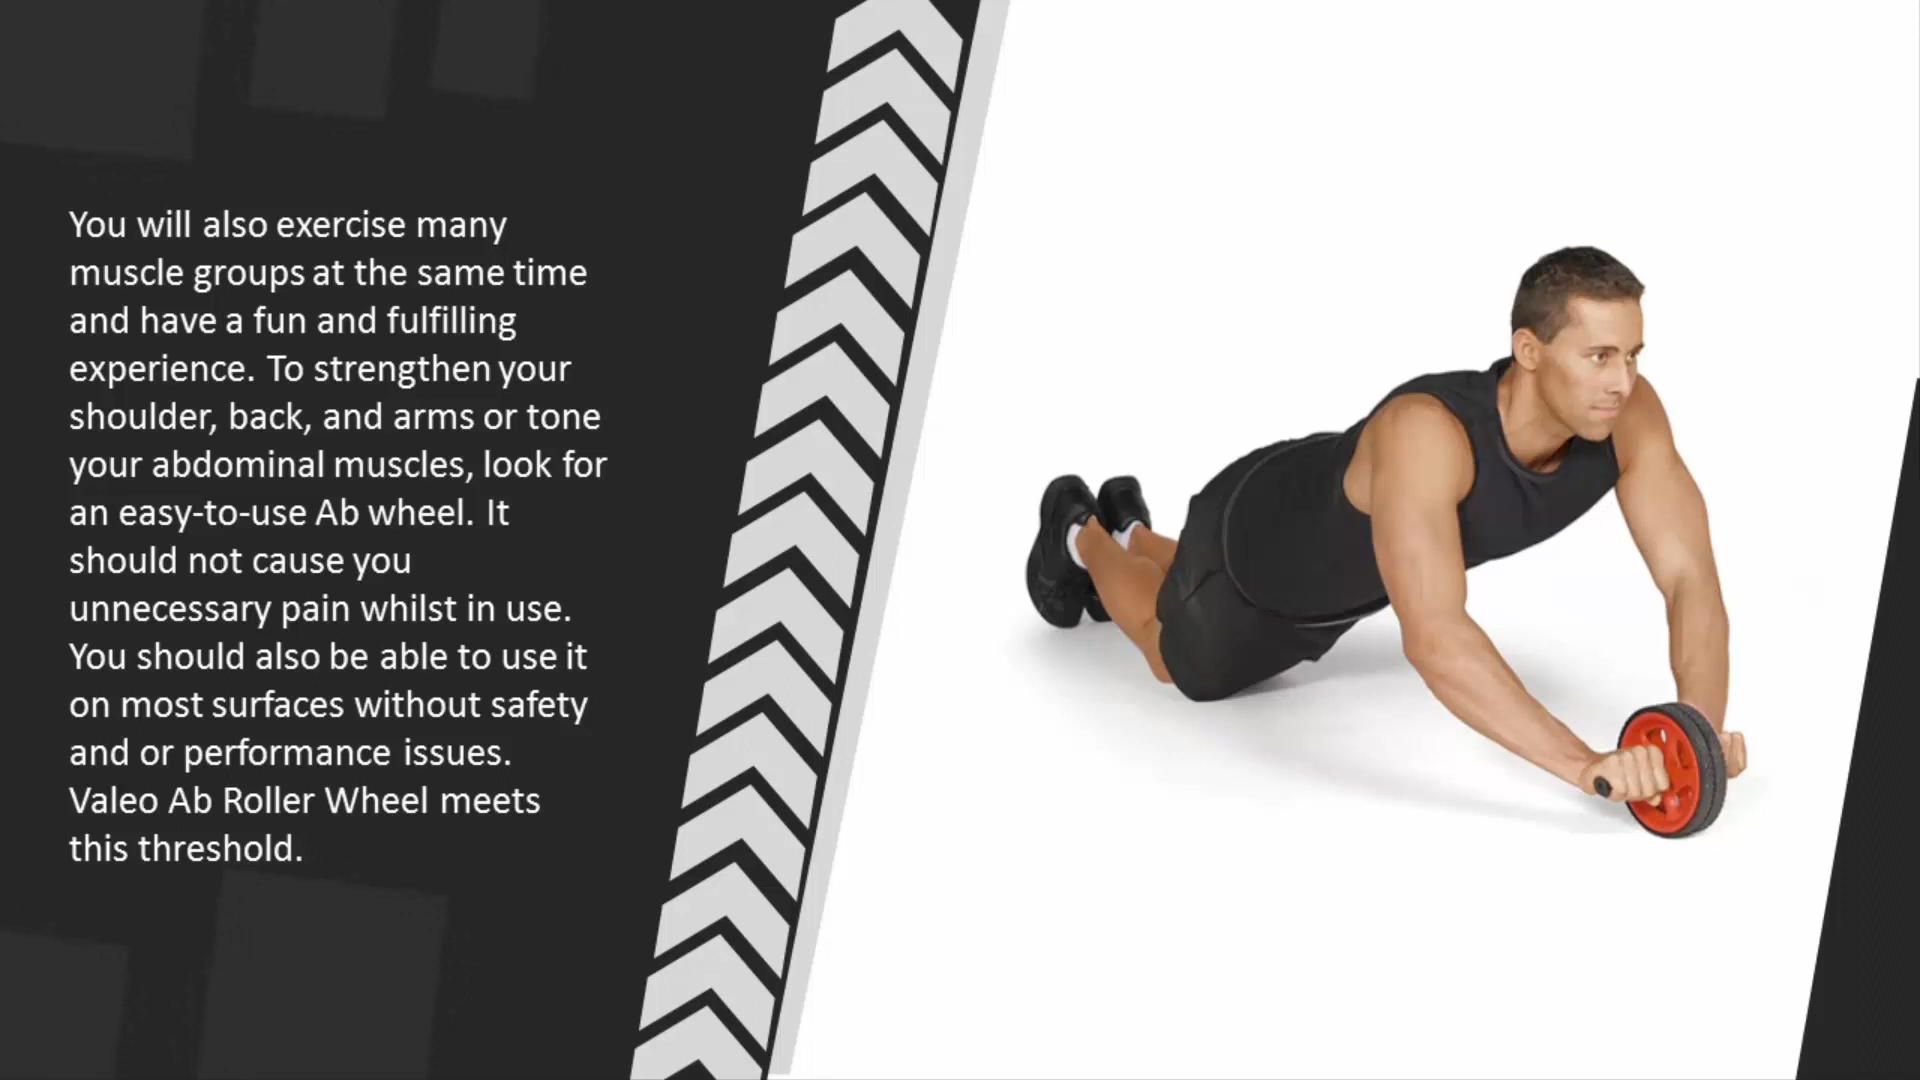 You will also exercise many
muscle groups at the same time
and have a fun and fulfilling
experience. To strengthen your
shoulder, back, and arms or tone
your abdominal muscles, look for
an easy-to-use Ab wheel. It
should not cause you
unnecessary pain whilst in use.
You should also be able to use it
on most surfaces without safety
and or performance issues.
Valeo Ab Roller Wheel meets
this threshold.